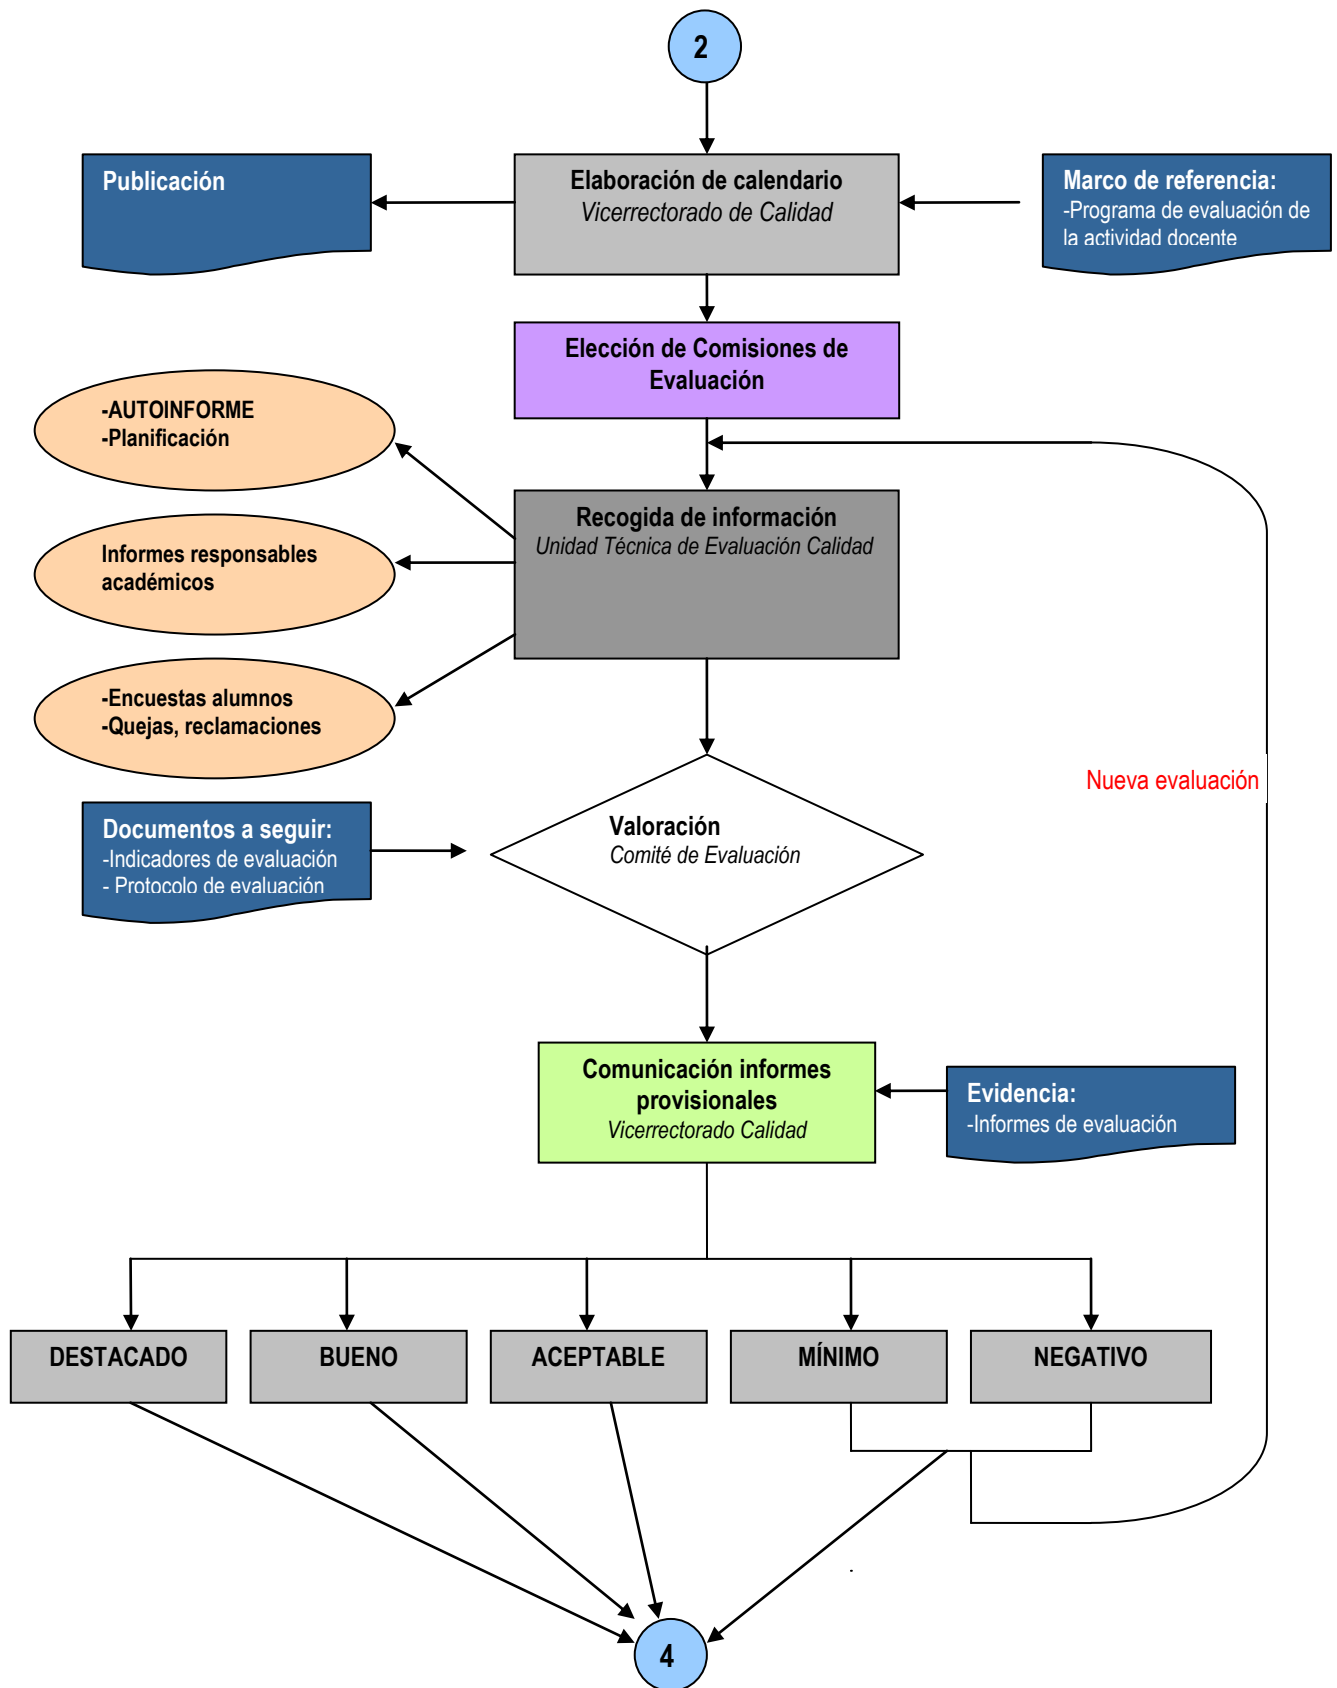 2
Publicación
Elaboración de calendario
Vicerrectorado de Calidad
Marco de referencia:
-Programa de evaluación de
la actividad docente
Elección de Comisiones de
Evaluación
-AUTOINFORME
-Planificación
Recogida de información
Unidad Técnica de Evaluación Calidad
Informes responsables
académicos
-Encuestas alumnos
-Quejas, reclamaciones
Nueva evaluación
Documentos a seguir:
-Indicadores de evaluación
- Protocolo de evaluación
Valoración
Comité de Evaluación
Comunicación informes
provisionales
Vicerrectorado Calidad
Evidencia:
-Informes de evaluación
DESTACADO
BUENO
ACEPTABLE
MÍNIMO
NEGATIVO
.
4